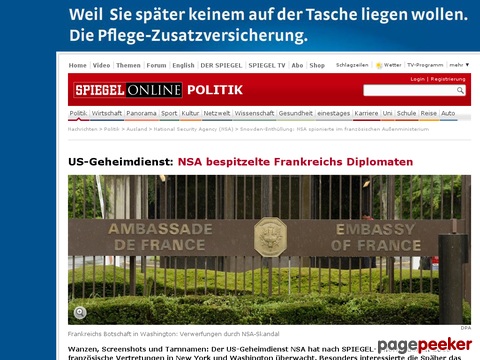 Weil Sie später keinem auf der Tasche liegen wollen.
Die Pflege-Zusatzversicherung.
Home Video Themen Forum English DER SPIEGEL SPIEGEL TV Abo Shop Schlagzeilen Wetter TV-Programm mehr
Login | Registrierung
SPIEGEL ONLINE POLITIK
Politik Wirtschaft Panorama Sport Kultur Netzwelt Wissenschaft Gesundheit einestages Karriere Uni Schule Reise Auto
Nachrichten > Politik > Ausland > National Security Agency (NSA) > Snowden-Enthüllung: NSA spionierte im französischen Außenministerium
US-Geheimdienst: NSA bespitzelte Frankreichs Diplomaten
AMBASSADE DE FRANCE
EMBASSY OF FRANCE
DPA
Frankreichs Botschaft in Washington: Verwerfungen durch NSA-Skandal
Wanzen, Screenshots und Tarnnamen: Der US-Geheimdienst NSA hat nach SPIEGEL-
französische Vertretungen in New York und Washington überwacht. Besonders interessierte die Späher das
pagepeeker